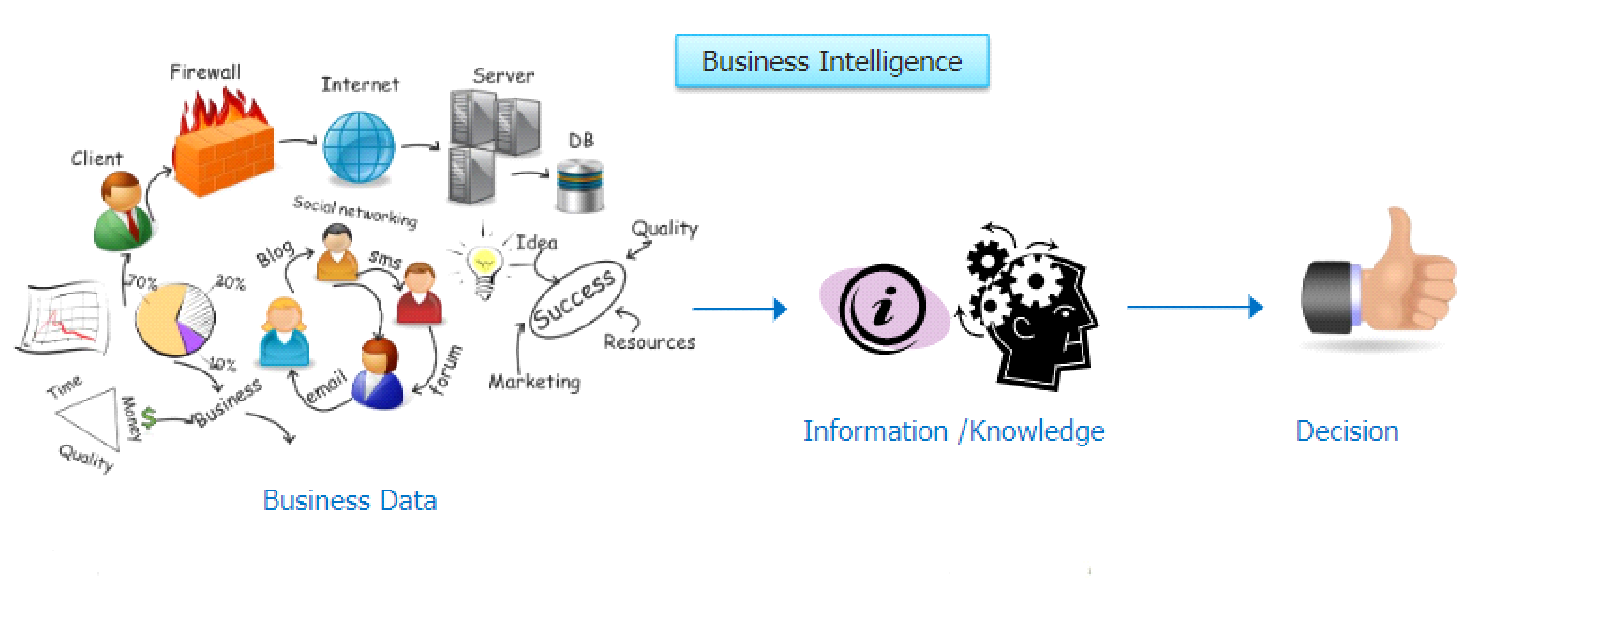 Business Intelligence
Firewall
Internet
Server
DB
Client
Social networking
Blog
sms
Idea
Quality
70%
20%
10%
Success
Resources
Marketing
forum
email
Time
Money
Quality
$
Business
Business Data
Information /Knowledge
Decision
i